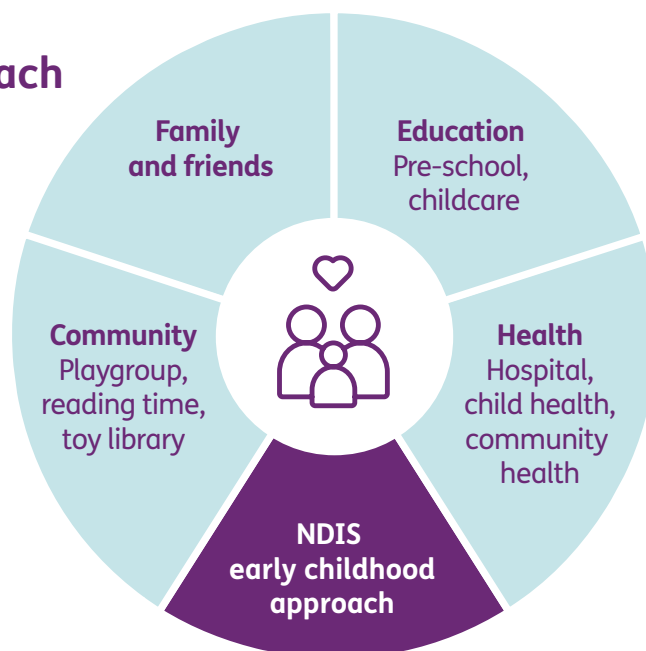 ach
Family
and friends
Education
Pre-school,
childcare
Community
Playgroup,
reading time,
toy library
Health
Hospital,
child health,
community
health
NDIS
early childhood
approach